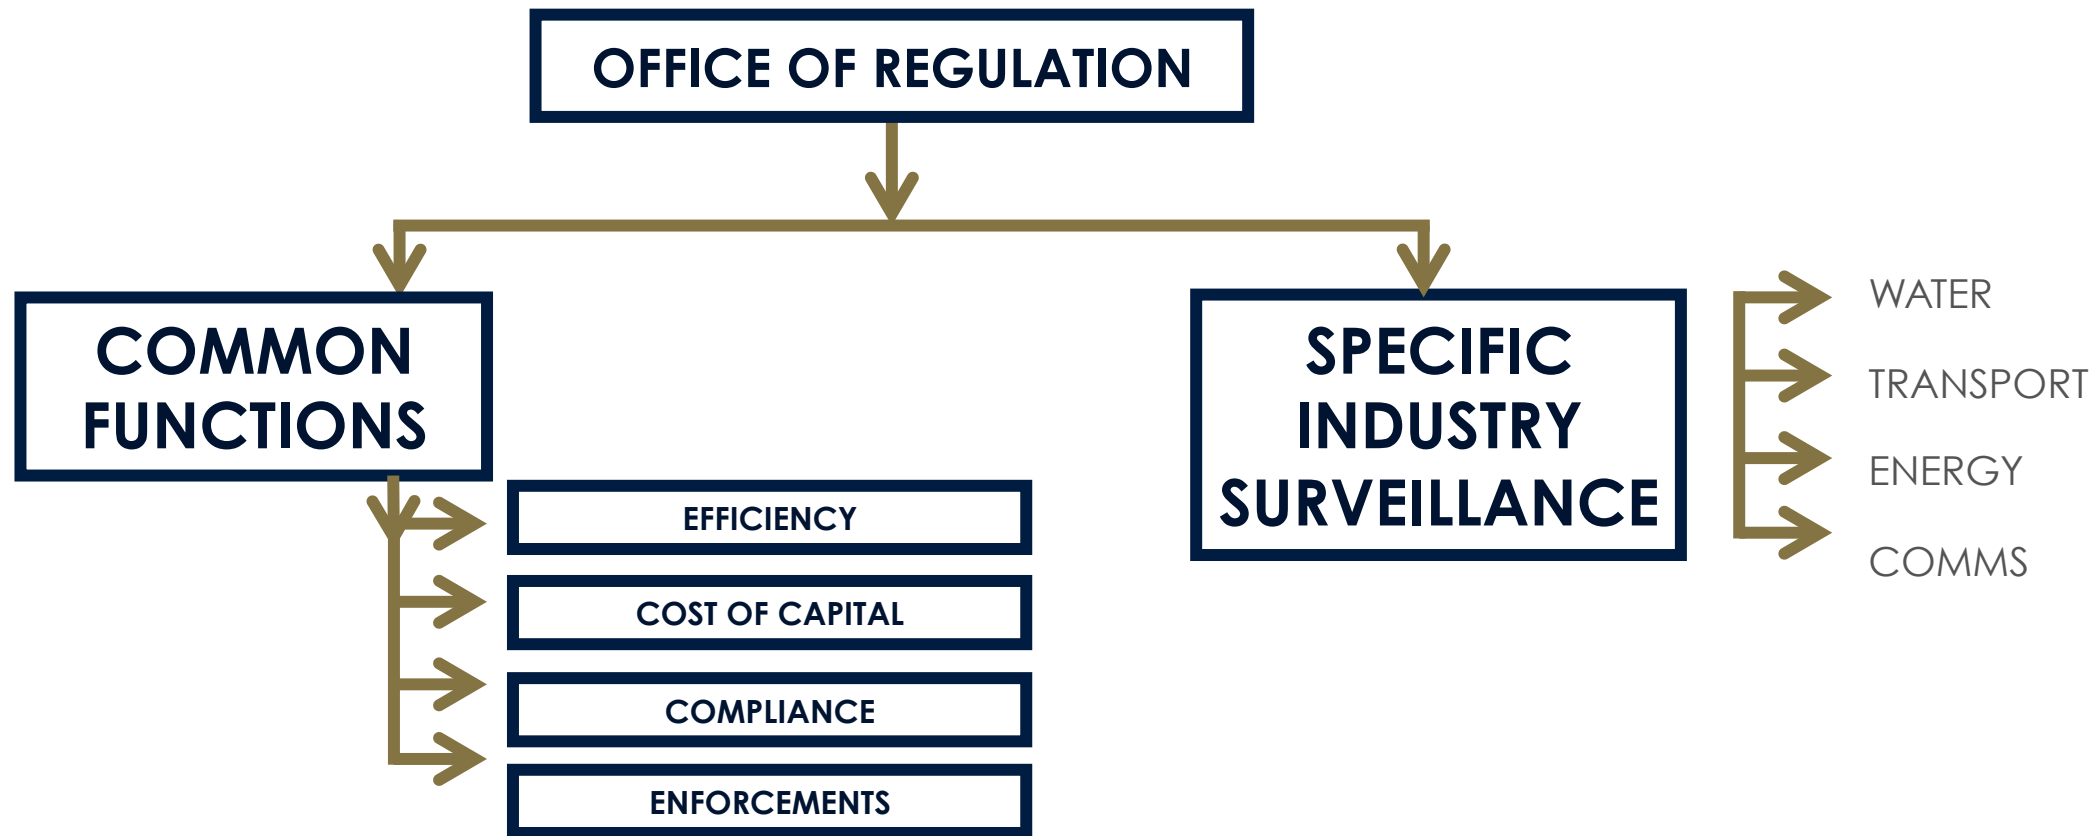 OFFICE OF REGULATION
COMMON
FUNCTIONS
EFFICIENCY
COST OF CAPITAL
COMPLIANCE
ENFORCEMENTS
SPECIFIC
INDUSTRY
SURVEILLANCE
WATER
TRANSPORT
ENERGY
COMMS